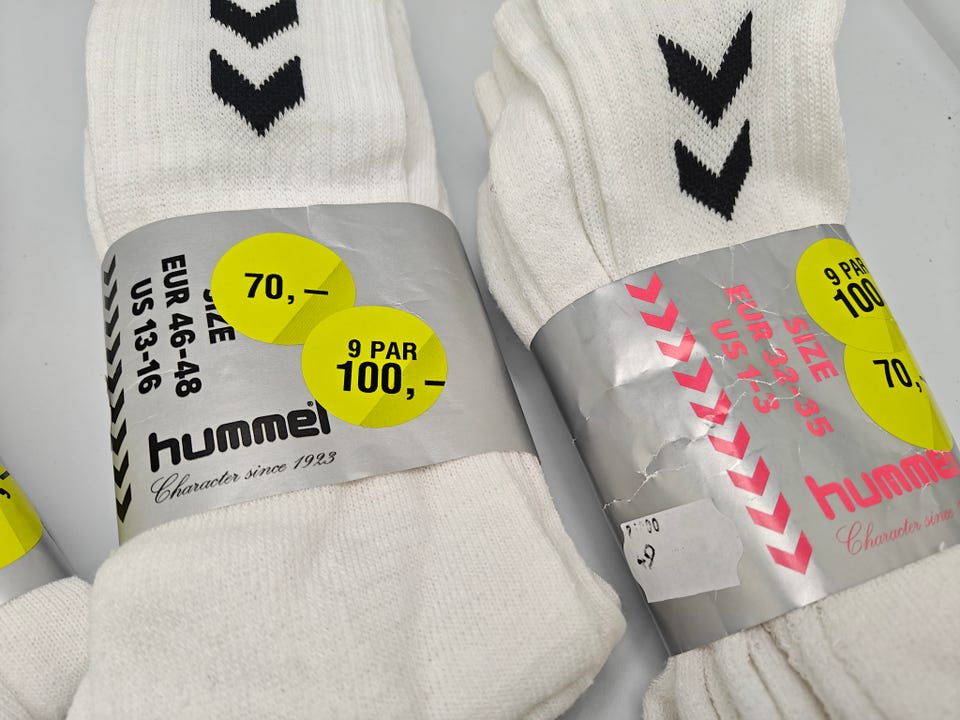 70,–
9 PAR
100,–
SIZE
EUR 46-48
US 13-16
hummel®
Character since 1923
9 PAR
100
70,-
SIZE
EUR 32-35
US 1-3
hummel
Character since